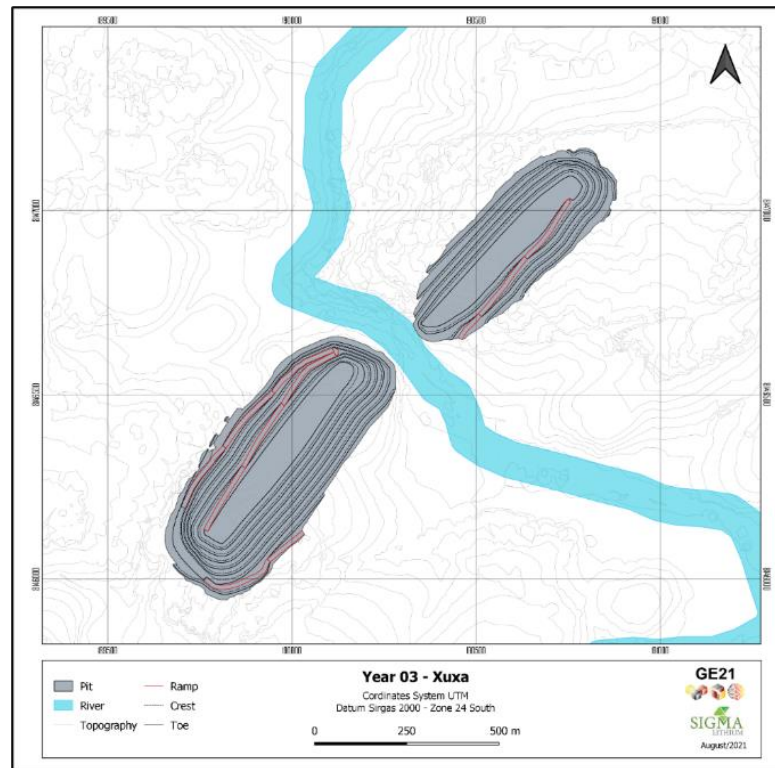 Pit
River
Topography
Ramp
Crest
Toe
Year 03 - Xuxa
Cordinates System UTM
Datum Sirgas 2000 - Zone 24 South
0 250 500 m
GE21
SIGMA
LITHIUM
August/2021